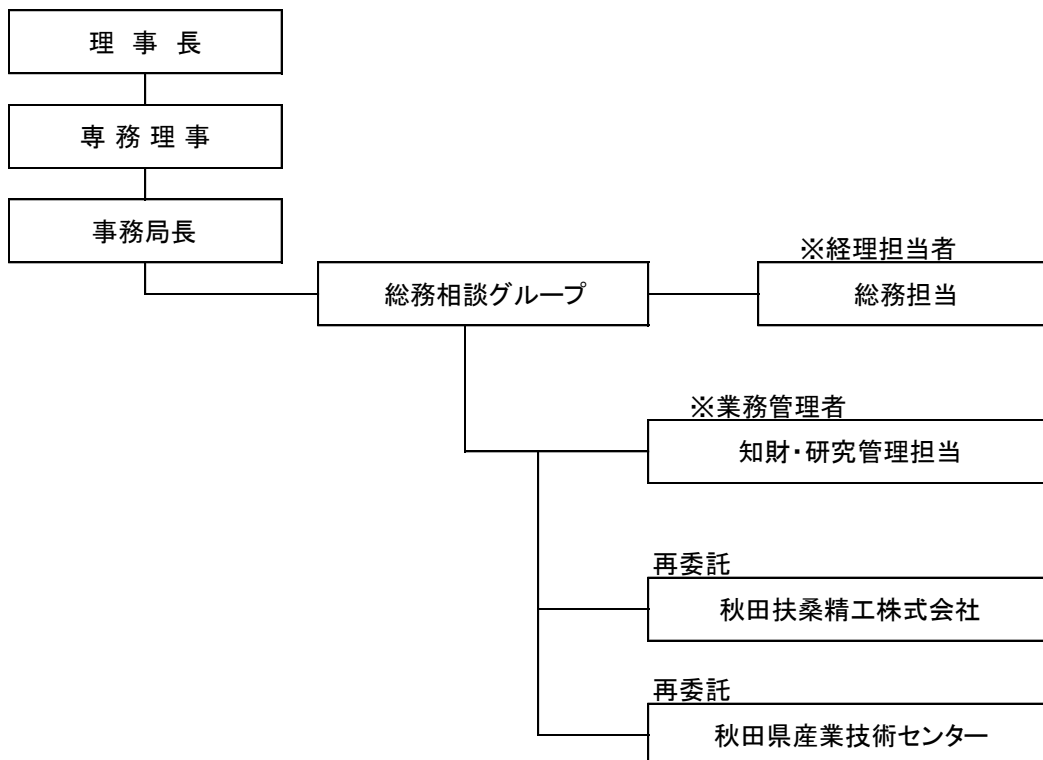 理 事 長
専 務 理 事
事務局長
※経理担当者
総務相談グループ
総務担当
※業務管理者
知財・研究管理担当
再委託
秋田扶桑精工株式会社
再委託
秋田県産業技術センター